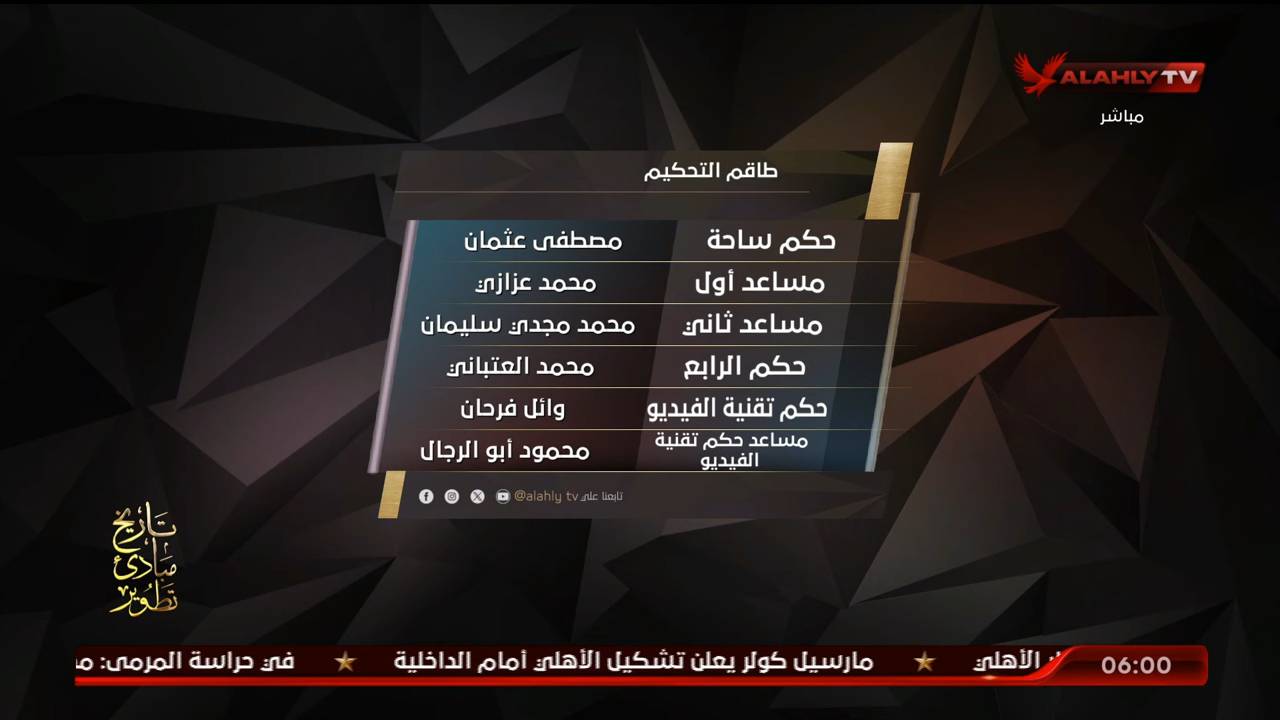 ALAHLY TV
مباشر
طاقم التحكيم
حكم ساحة مصطفى عثمان
مساعد أول محمد عزازي
مساعد ثاني محمد مجدي سليمان
حكم الرابع محمد العتباني
حكم تقنية الفيديو وائل فرحان
مساعد حكم تقنية الفيديو محمود أبو الرجال
تابعنا علي @alahly tv
تاريخ
مبادئ
تطوير
06:00 الأهلي ★ مارسيل كولر يعلن تشكيل الأهلي أمام الداخلية ★ في حراسة المرمى: